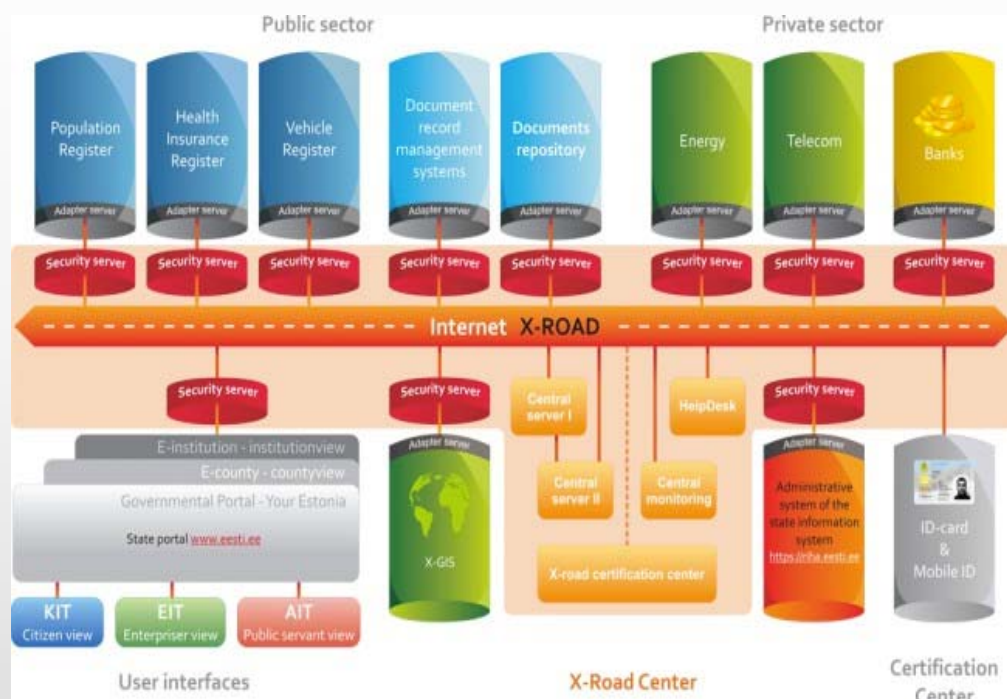 Public sector
Private sector
Population
Register
Health
Insurance
Register
Vehicle
Register
Document
record
management
systems
Documents
repository
Energy
Telecom
Banks
Adapter server
Adapter server
Adapter server
Adapter server
Adapter server
Adapter server
Adapter server
Adapter server
Security server
Security server
Security server
Security server
Security server
Security server
Security server
Security server
Internet X-ROAD
Security server
Security server
Central
server I
HelpDesk
Security server
E-institution - institutionview
E-county - countyview
Governmental Portal - Your Estonia
State portal www.eesti.ee
Adapter server
X-GIS
Central
server II
Central
monitoring
X-road certification center
Adapter server
Administrative
system of the
state information
system
https://riha.eesti.ee
ID-card
&
Mobile ID
KIT
Citizen view
EIT
Enterpriser view
AIT
Public servant view
User interfaces
X-Road Center
Certification
Center